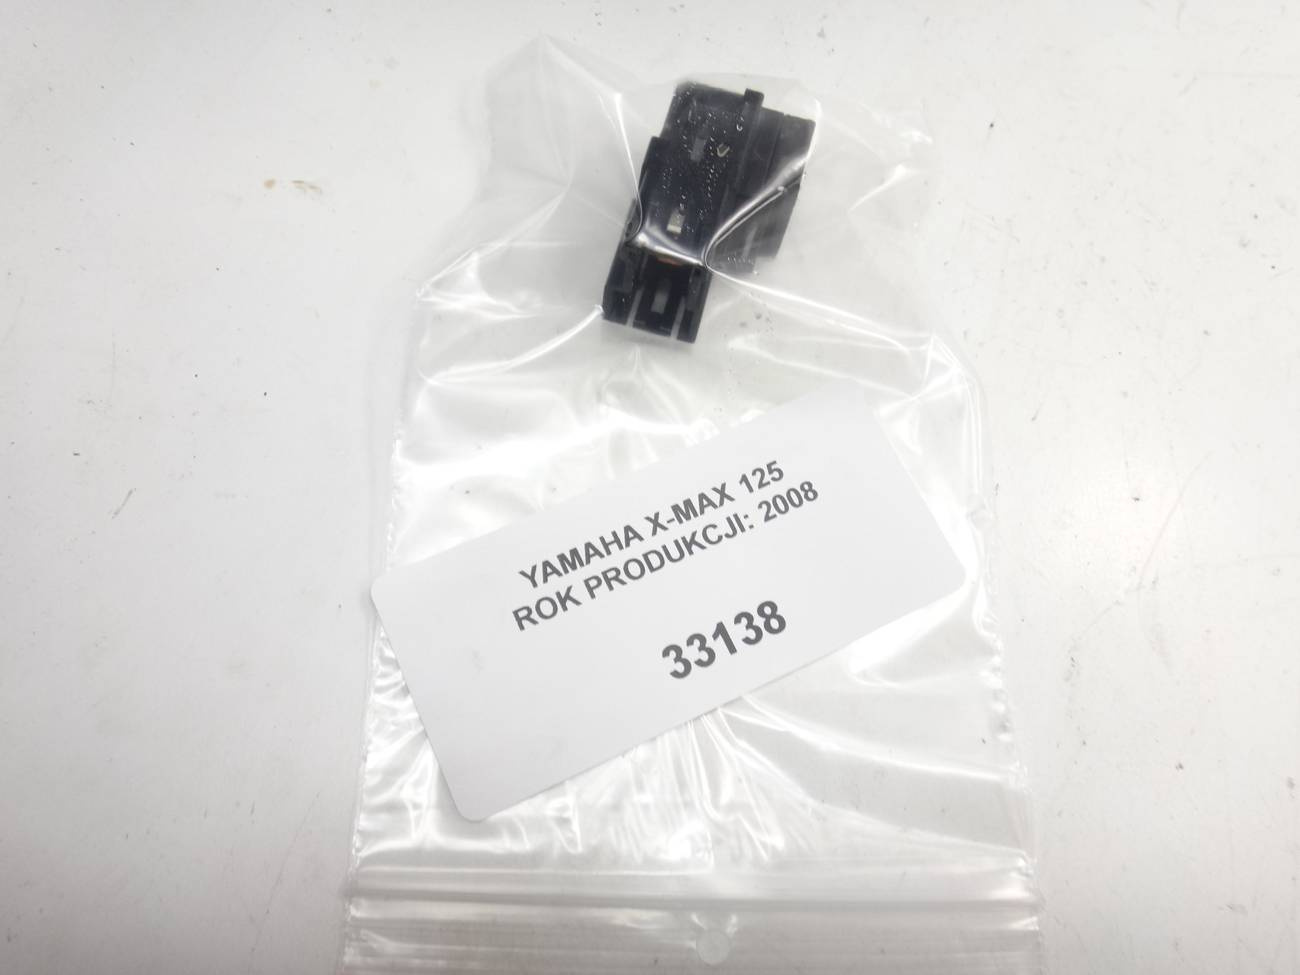 YAMAHA X-MAX 125
ROK PRODUKCJI: 2008
33138